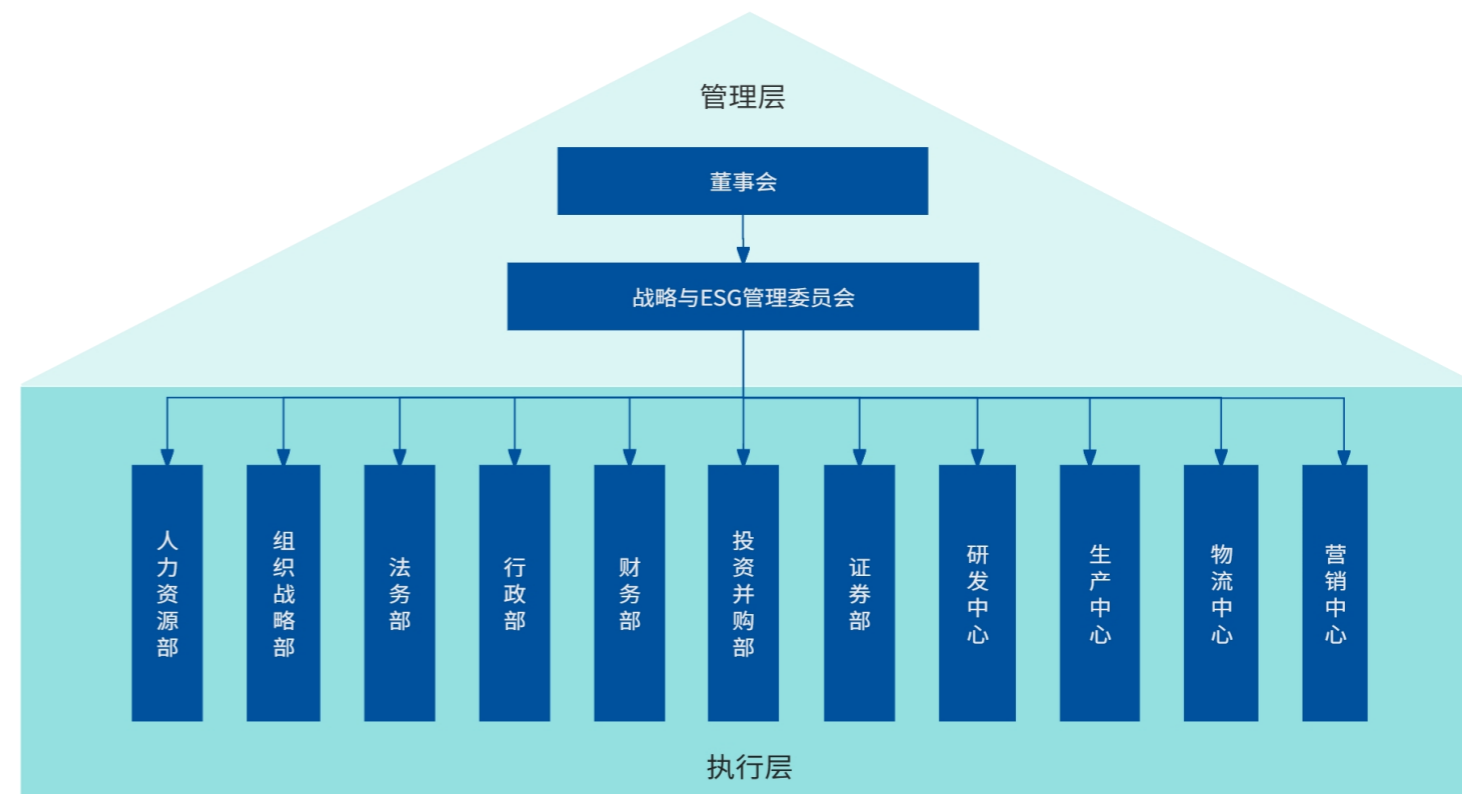 管理层
董事会
战略与ESG管理委员会
人力资源部
组织战略部
法务部
行政部
财务部
投资并购部
证券部
研发中心
生产中心
物流中心
营销中心
执行层